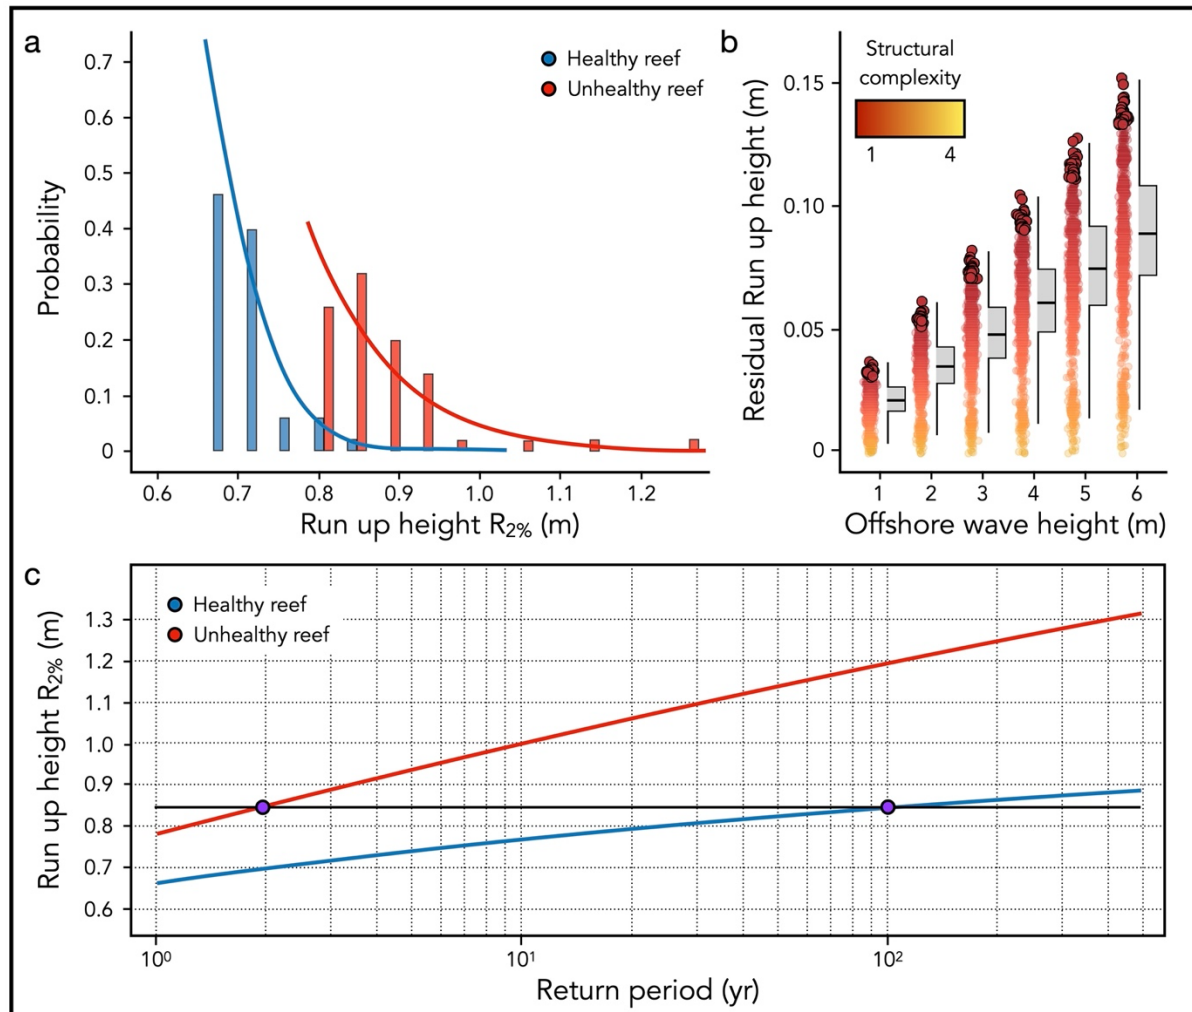 a
Probability
0.7
0.6
0.5
0.4
0.3
0.2
0.1
0
Healthy reef
Unhealthy reef
0.6 0.7 0.8 0.9 1.0 1.1 1.2
Run up height R2% (m)
b
Residual Run up height (m)
0.15
0.10
0.05
0
Structural
complexity
1 4
1 2 3 4 5 6
Offshore wave height (m)
c
Run up height R2% (m)
1.3
1.2
1.1
1.0
0.9
0.8
0.7
0.6
Healthy reef
Unhealthy reef
10⁰ 10¹ 10²
Return period (yr)